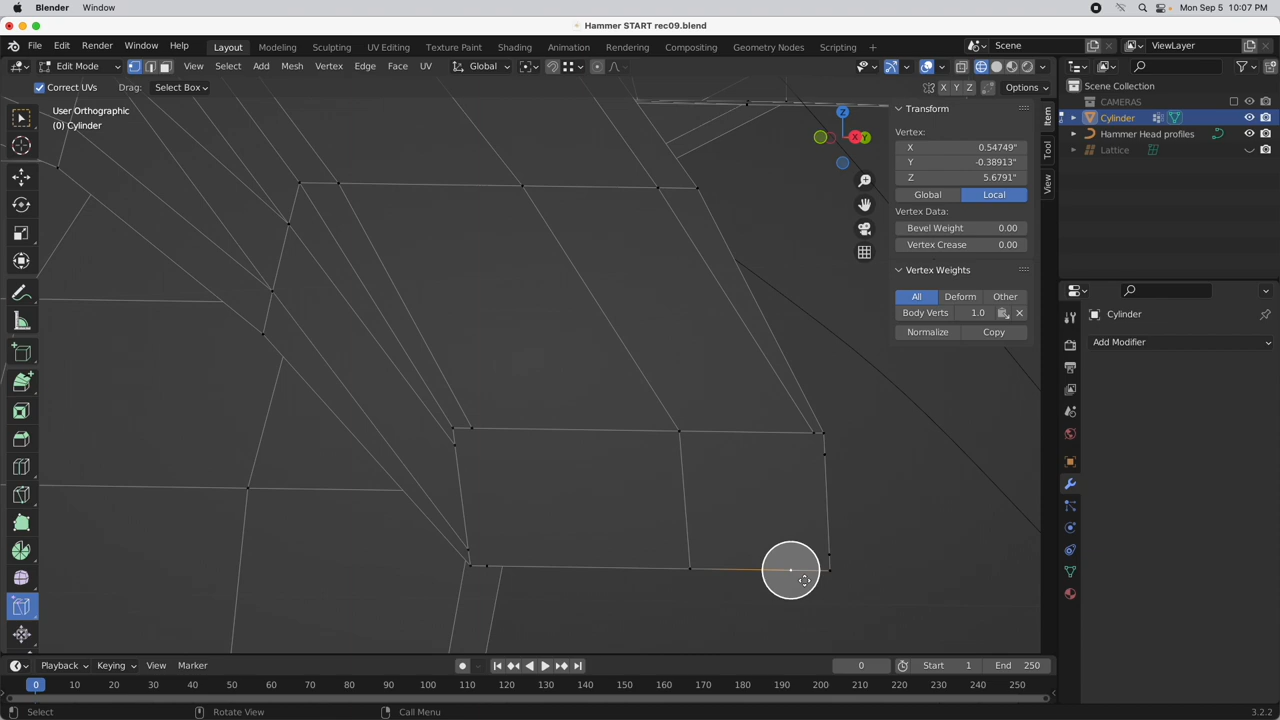 Blender Window Mon Sep 5 10:07 PM
Hammer START rec09.blend
File Edit Render Window Help Layout Modeling Sculpting UV Editing Texture Paint Shading Animation Rendering Compositing Geometry Nodes Scripting + Scene ViewLayer
Edit Mode View Select Add Mesh Vertex Edge Face UV Global
Correct UVs Drag: Select Box X Y Z Options
User Orthographic
(0) Cylinder
Z
X Y
Transform
Vertex:
X 0.54749"
Y -0.38913"
Z 5.6791"
Global Local
Vertex Data:
Bevel Weight 0.00
Vertex Crease 0.00
Vertex Weights
All Deform Other
Body Verts 1.0
Normalize Copy
Item
Tool
View
Scene Collection
CAMERAS
Cylinder
Hammer Head profiles
Lattice
Cylinder
Add Modifier
Playback Keying View Marker 0 Start 1 End 250
0 10 20 30 40 50 60 70 80 90 100 110 120 130 140 150 160 170 180 190 200 210 220 230 240 250
Select Rotate View Call Menu 3.2.2